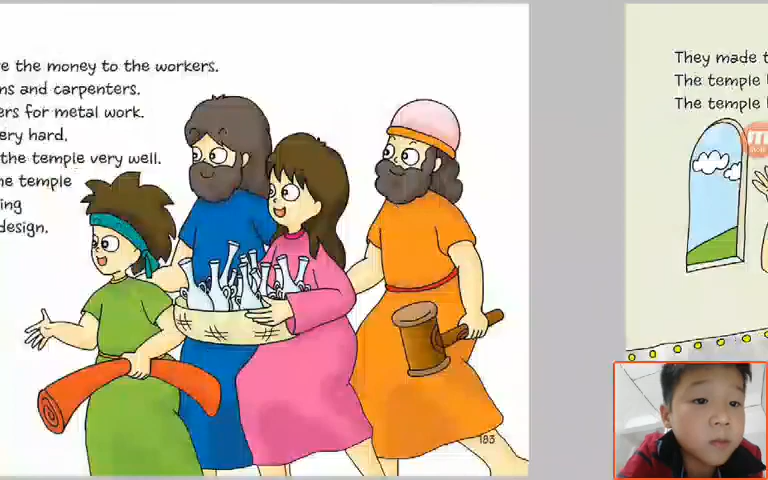 e the money to the workers.
ns and carpenters.
ers for metal work.
ery hard.
the temple very well.
he temple
ing
design.
183
They made t
The temple
The temple